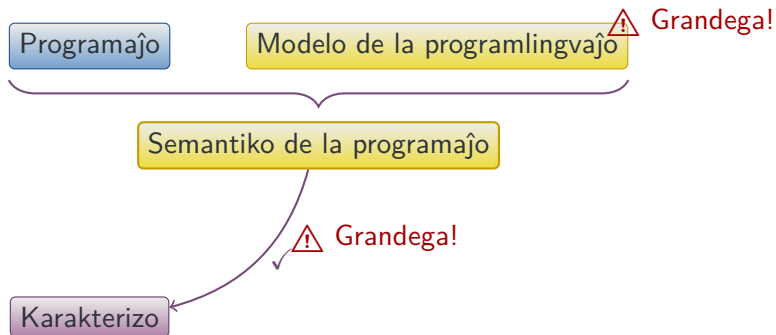 Grandega!
Programaĵo
Modelo de la programlingvaĵo
Semantiko de la programaĵo
Grandega!
Karakterizo